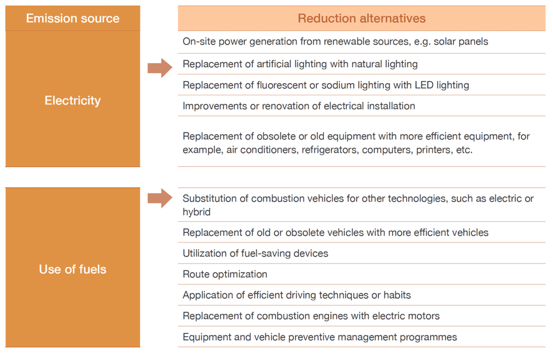 Emission source
Reduction alternatives
Electricity
On-site power generation from renewable sources, e.g. solar panels
Replacement of artificial lighting with natural lighting
Replacement of fluorescent or sodium lighting with LED lighting
Improvements or renovation of electrical installation
Replacement of obsolete or old equipment with more efficient equipment, for
example, air conditioners, refrigerators, computers, printers, etc.
Use of fuels
Substitution of combustion vehicles for other technologies, such as electric or
hybrid
Replacement of old or obsolete vehicles with more efficient vehicles
Utilization of fuel-saving devices
Route optimization
Application of efficient driving techniques or habits
Replacement of combustion engines with electric motors
Equipment and vehicle preventive management programmes